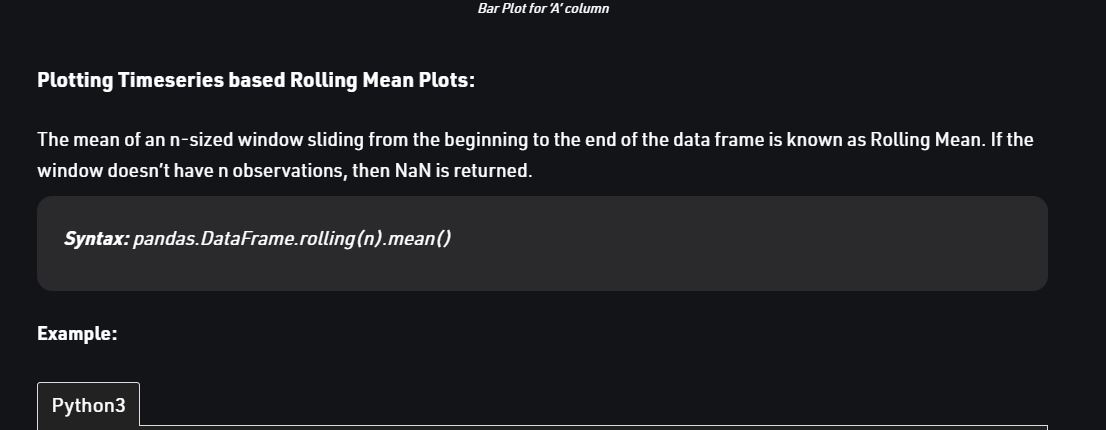 Bar Plot for 'A' column
Plotting Timeseries based Rolling Mean Plots:
The mean of an n-sized window sliding from the beginning to the end of the data frame is known as Rolling Mean. If the
window doesn't have n observations, then NaN is returned.
Syntax: pandas.DataFrame.rolling(n).mean()
Example:
Python3